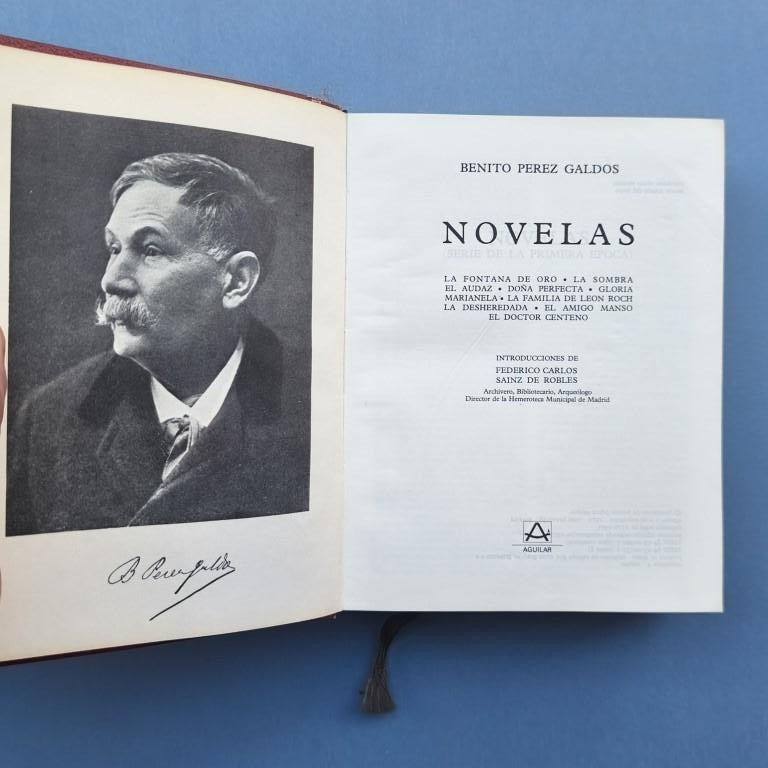 B Perez Galdos
BENITO PEREZ GALDOS
NOVELAS
(SERIE DE LA PRIMERA EPOCA)
LA FONTANA DE ORO • LA SOMBRA
EL AUDAZ • DOÑA PERFECTA • GLORIA
MARIANELA • LA FAMILIA DE LEON ROCH
LA DESHEREDADA • EL AMIGO MANSO
EL DOCTOR CENTENO
INTRODUCCIONES DE
FEDERICO CARLOS
SAINZ DE ROBLES
Archivero, Bibliotecario, Arqueólogo
Director de la Hemeroteca Municipal de Madrid
A
AGUILAR